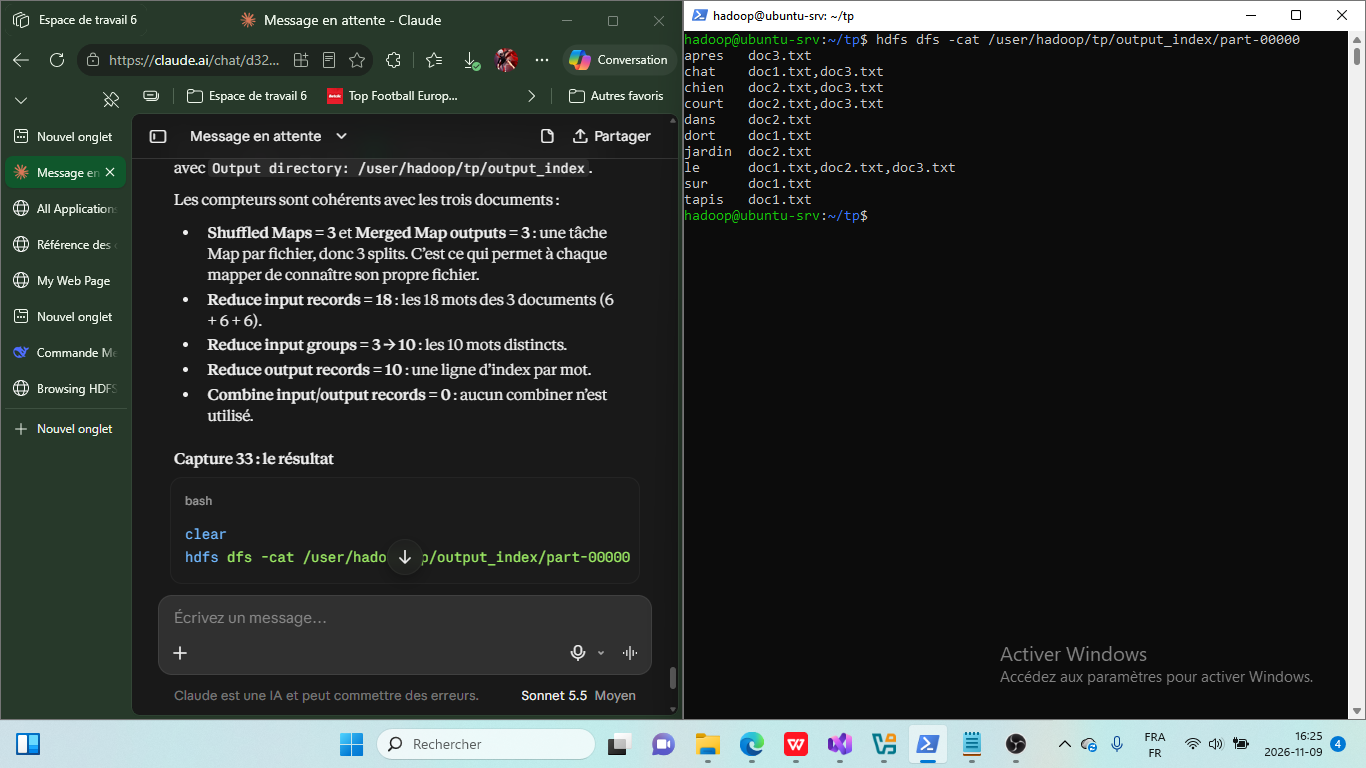 Espace de travail 6
Message en attente - Claude
https://claude.ai/chat/d32...
Conversation
Espace de travail 6
Top Football Europ...
Autres favoris
Nouvel onglet
Message en
All Applications
Référence des
My Web Page
Nouvel onglet
Commande Me
Browsing HDFS
Nouvel onglet
Message en attente
Partager
avec Output directory: /user/hadoop/tp/output_index.
Les compteurs sont cohérents avec les trois documents :
• Shuffled Maps = 3 et Merged Map outputs = 3 : une tâche
Map par fichier, donc 3 splits. C'est ce qui permet à chaque
mapper de connaître son propre fichier.
• Reduce input records = 18 : les 18 mots des 3 documents (6
+ 6 + 6).
• Reduce input groups = 3 → 10 : les 10 mots distincts.
• Reduce output records = 10 : une ligne d'index par mot.
• Combine input/output records = 0 : aucun combiner n'est
utilisé.
Capture 33 : le résultat
bash
clear
hdfs dfs -cat /user/hado p/output_index/part-00000
Écrivez un message...
Claude est une IA et peut commettre des erreurs.
Sonnet 5.5 Moyen
hadoop@ubuntu-srv: ~/tp
hadoop@ubuntu-srv:~/tp$ hdfs dfs -cat /user/hadoop/tp/output_index/part-00000
apres doc3.txt
chat doc1.txt,doc3.txt
chien doc2.txt,doc3.txt
court doc2.txt,doc3.txt
dans doc2.txt
dort doc1.txt
jardin doc2.txt
le doc1.txt,doc2.txt,doc3.txt
sur doc1.txt
tapis doc1.txt
hadoop@ubuntu-srv:~/tp$
Activer Windows
Accédez aux paramètres pour activer Windows.
Rechercher
FRA
FR
16:25
2026-11-09
4